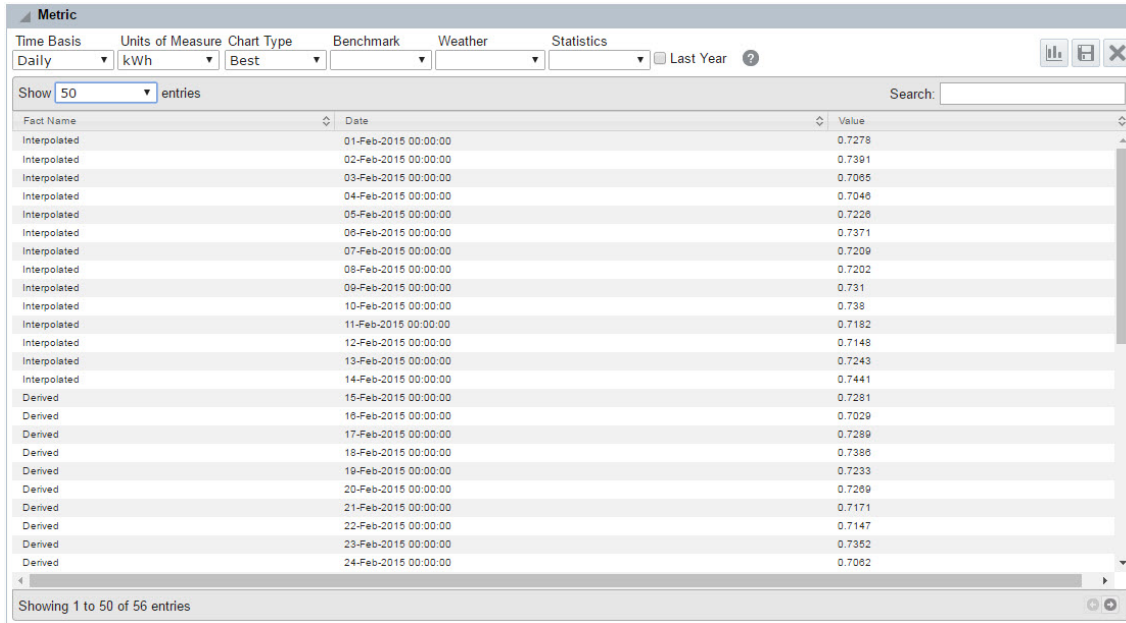 Metric
Time Basis Units of Measure Chart Type Benchmark Weather Statistics
Daily kWh Best Last Year ?
Show 50 entries Search:
Fact Name Date Value
Interpolated 01-Feb-2015 00:00:00 0.7278
Interpolated 02-Feb-2015 00:00:00 0.7391
Interpolated 03-Feb-2015 00:00:00 0.7065
Interpolated 04-Feb-2015 00:00:00 0.7046
Interpolated 05-Feb-2015 00:00:00 0.7226
Interpolated 06-Feb-2015 00:00:00 0.7371
Interpolated 07-Feb-2015 00:00:00 0.7209
Interpolated 08-Feb-2015 00:00:00 0.7202
Interpolated 09-Feb-2015 00:00:00 0.731
Interpolated 10-Feb-2015 00:00:00 0.738
Interpolated 11-Feb-2015 00:00:00 0.7182
Interpolated 12-Feb-2015 00:00:00 0.7148
Interpolated 13-Feb-2015 00:00:00 0.7243
Interpolated 14-Feb-2015 00:00:00 0.7441
Derived 15-Feb-2015 00:00:00 0.7281
Derived 16-Feb-2015 00:00:00 0.7029
Derived 17-Feb-2015 00:00:00 0.7289
Derived 18-Feb-2015 00:00:00 0.7386
Derived 19-Feb-2015 00:00:00 0.7233
Derived 20-Feb-2015 00:00:00 0.7269
Derived 21-Feb-2015 00:00:00 0.7171
Derived 22-Feb-2015 00:00:00 0.7147
Derived 23-Feb-2015 00:00:00 0.7352
Derived 24-Feb-2015 00:00:00 0.7062
Showing 1 to 50 of 56 entries